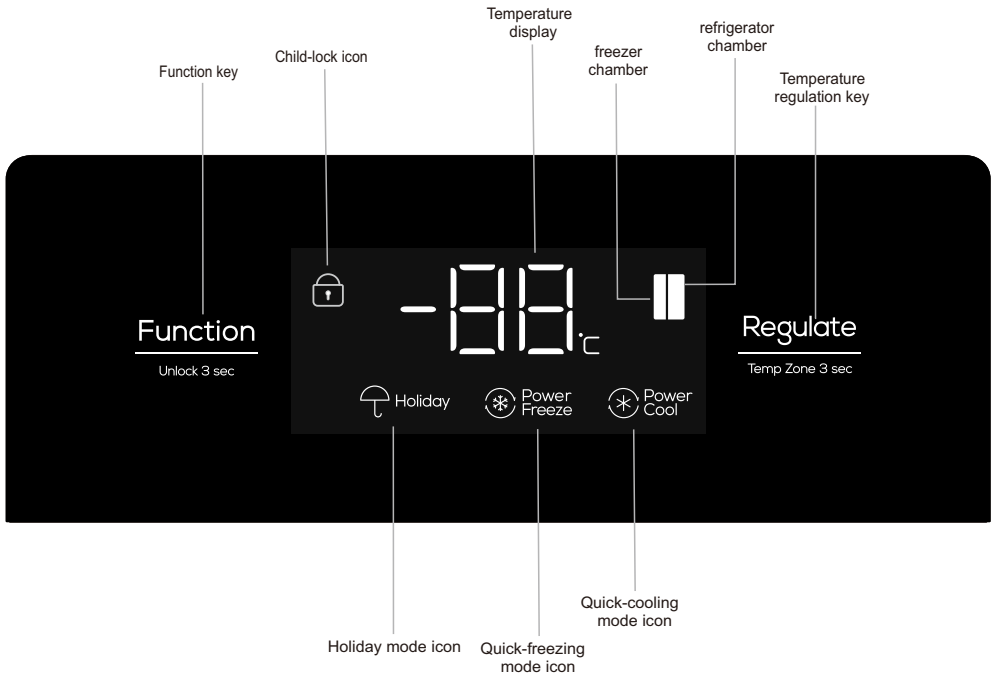 Temperature
display
refrigerator
chamber
freezer
chamber
Child-lock icon
Function key
Temperature
regulation key
-88°C
Function
Unlock 3 sec
Regulate
Temp Zone 3 sec
Holiday
Power
Freeze
Power
Cool
Quick-cooling
mode icon
Holiday mode icon
Quick-freezing
mode icon